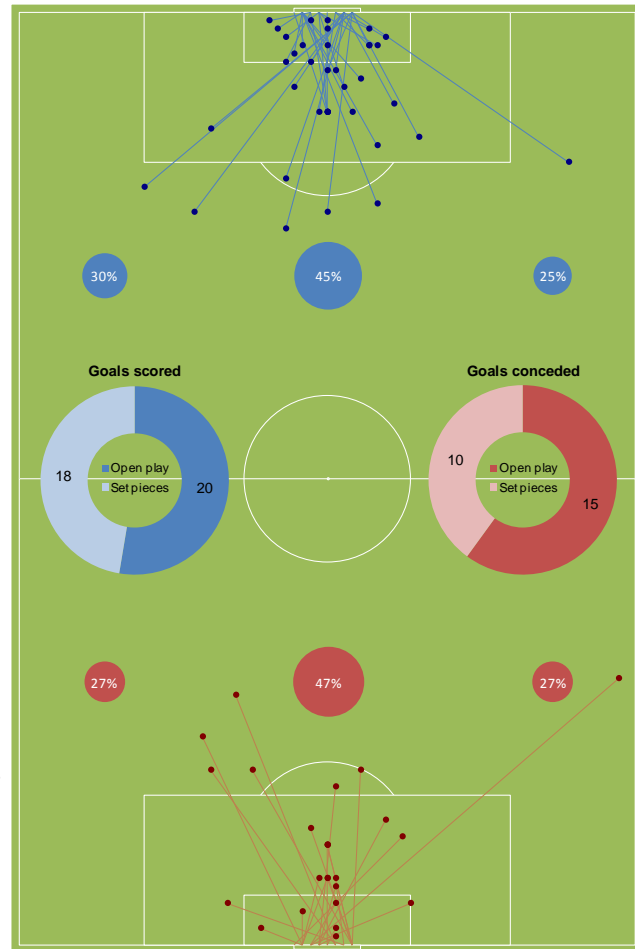 30%
45%
25%
Goals scored
Goals conceded
18
Open play
Set pieces
20
10
Open play
Set pieces
15
27%
47%
27%